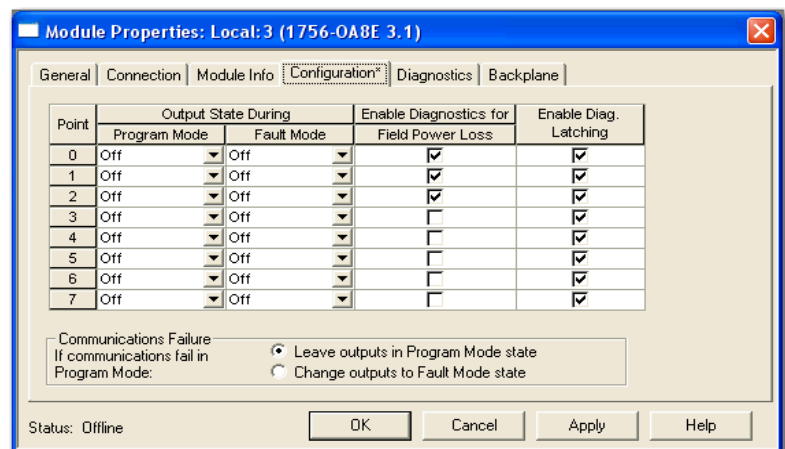 Module Properties: Local:3 (1756-OA8E 3.1)
General Connection Module Info Configuration* Diagnostics Backplane
Point Output State During Enable Diagnostics for Enable Diag.
Program Mode Fault Mode Field Power Loss Latching
0 Off Off
1 Off Off
2 Off Off
3 Off Off
4 Off Off
5 Off Off
6 Off Off
7 Off Off
Communications Failure
If communications fail in
Program Mode:
Leave outputs in Program Mode state
Change outputs to Fault Mode state
Status: Offline
OK Cancel Apply Help